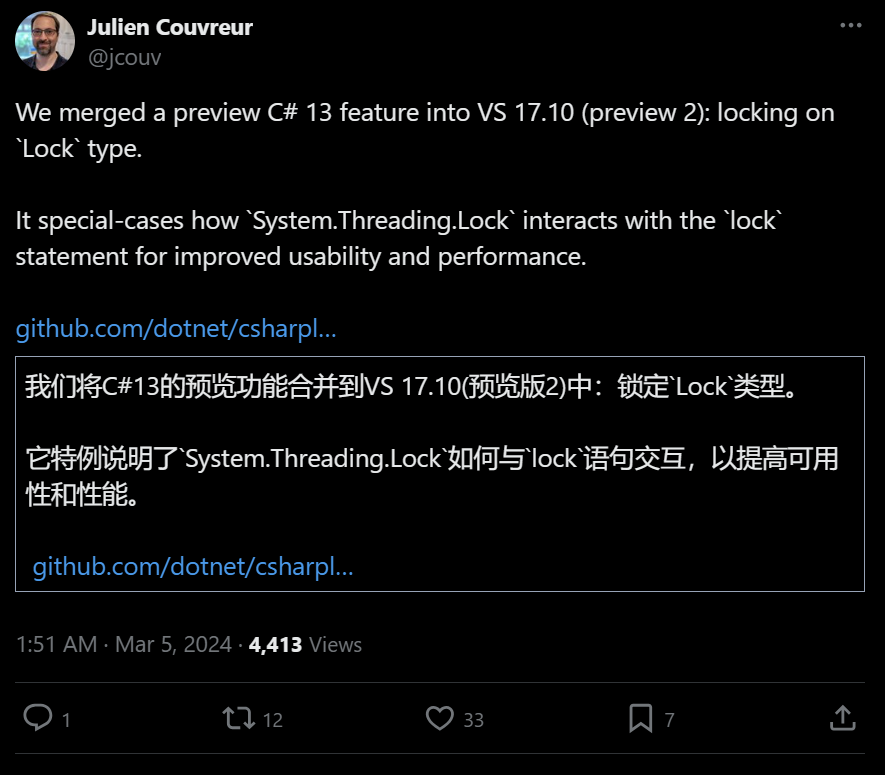 Julien Couvreur
@jcouv
We merged a preview C# 13 feature into VS 17.10 (preview 2): locking on
`Lock` type.
It special-cases how `System.Threading.Lock` interacts with the `lock`
statement for improved usability and performance.
github.com/dotnet/csharpl…
我们将C#13的预览功能合并到VS 17.10(预览版2)中：锁定`Lock`类型。
它特例说明了`System.Threading.Lock`如何与`lock`语句交互，以提高可用
性和性能。
github.com/dotnet/csharpl…
1:51 AM · Mar 5, 2024 · 4,413 Views
1 12 33 7